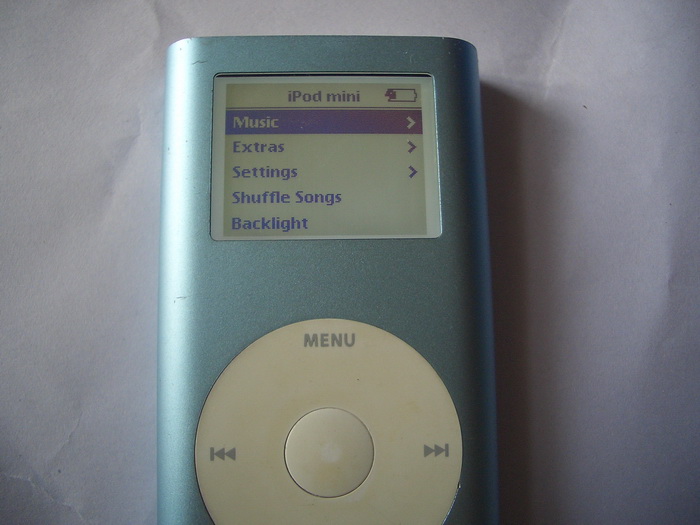 iPod mini
Music
Extras
Settings
Shuffle Songs
Backlight
MENU